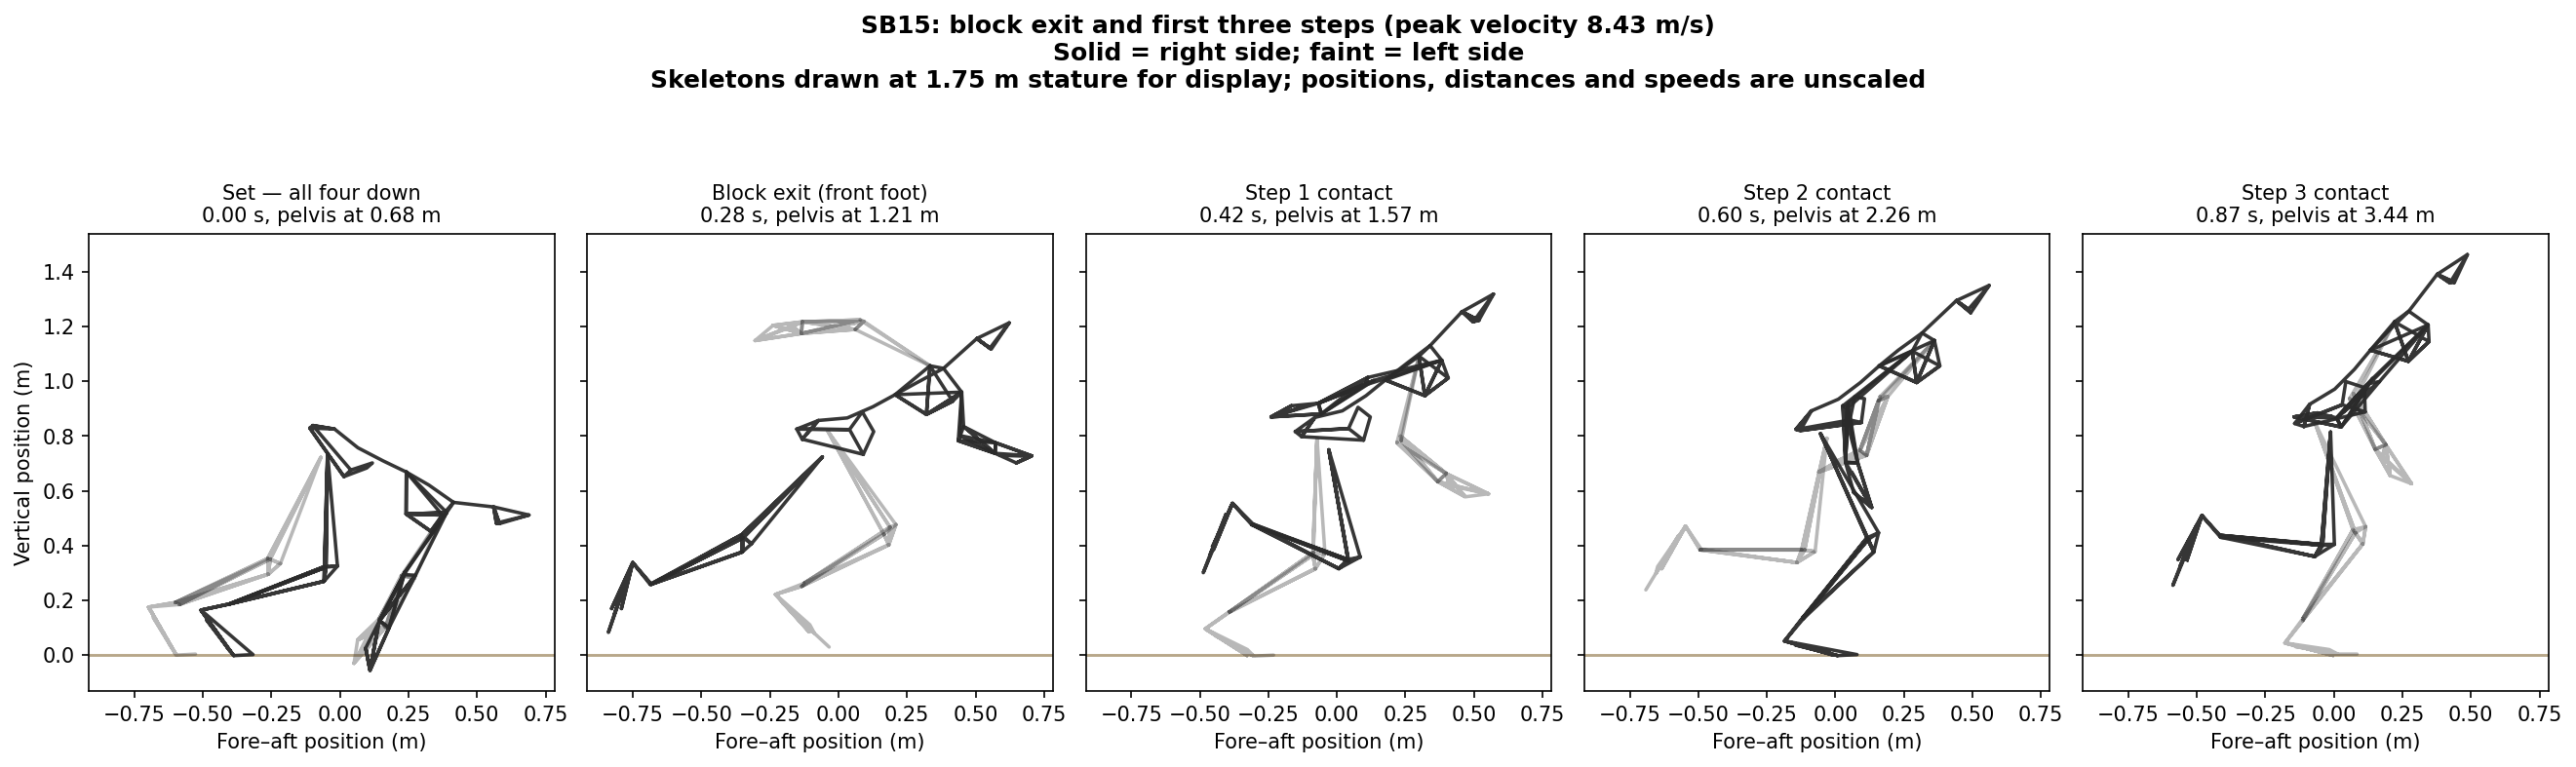 SB15: block exit and first three steps (peak velocity 8.43 m/s)
Solid = right side; faint = left side
Skeletons drawn at 1.75 m stature for display; positions, distances and speeds are unscaled
Set — all four down
0.00 s, pelvis at 0.68 m
Block exit (front foot)
0.28 s, pelvis at 1.21 m
Step 1 contact
0.42 s, pelvis at 1.57 m
Step 2 contact
0.60 s, pelvis at 2.26 m
Step 3 contact
0.87 s, pelvis at 3.44 m
Vertical position (m)
1.4
1.2
1.0
0.8
0.6
0.4
0.2
0.0
−0.75 −0.50 −0.25 0.00 0.25 0.50 0.75
−0.75 −0.50 −0.25 0.00 0.25 0.50 0.75
−0.75 −0.50 −0.25 0.00 0.25 0.50 0.75
−0.75 −0.50 −0.25 0.00 0.25 0.50 0.75
−0.75 −0.50 −0.25 0.00 0.25 0.50 0.75
Fore–aft position (m)
Fore–aft position (m)
Fore–aft position (m)
Fore–aft position (m)
Fore–aft position (m)